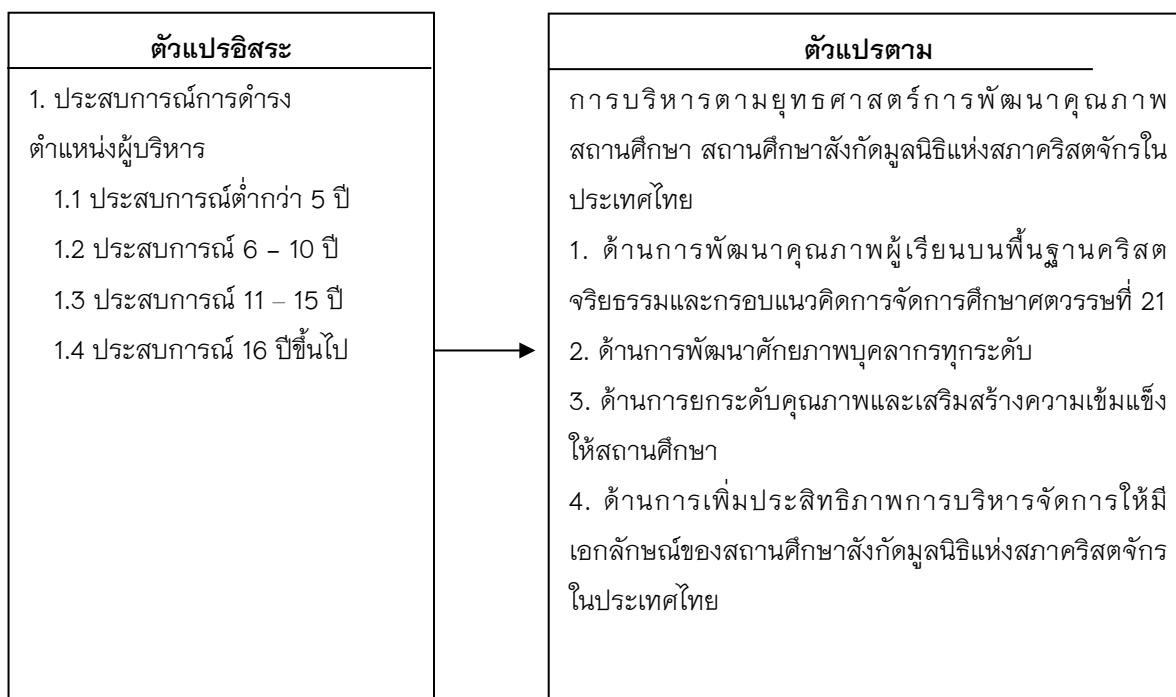 ตัวแปรอิสระ
1. ประสบการณ์การดำรง
ตำแหน่งผู้บริหาร
1.1 ประสบการณ์ต่ำกว่า 5 ปี
1.2 ประสบการณ์ 6 – 10 ปี
1.3 ประสบการณ์ 11 – 15 ปี
1.4 ประสบการณ์ 16 ปีขึ้นไป
ตัวแปรตาม
การบริหารตามยุทธศาสตร์การพัฒนาคุณภาพ
สถานศึกษา สถานศึกษาสังกัดมูลนิธิแห่งสภาคริสตจักรใน
ประเทศไทย
1. ด้านการพัฒนาคุณภาพผู้เรียนบนพื้นฐานคริสต
จริยธรรมและกรอบแนวคิดการจัดการศึกษาศตวรรษที่ 21
2. ด้านการพัฒนาศักยภาพบุคลากรทุกระดับ
3. ด้านการยกระดับคุณภาพและเสริมสร้างความเข้มแข็ง
ให้สถานศึกษา
4. ด้านการเพิ่มประสิทธิภาพการบริหารจัดการให้มี
เอกลักษณ์ของสถานศึกษาสังกัดมูลนิธิแห่งสภาคริสตจักร
ในประเทศไทย